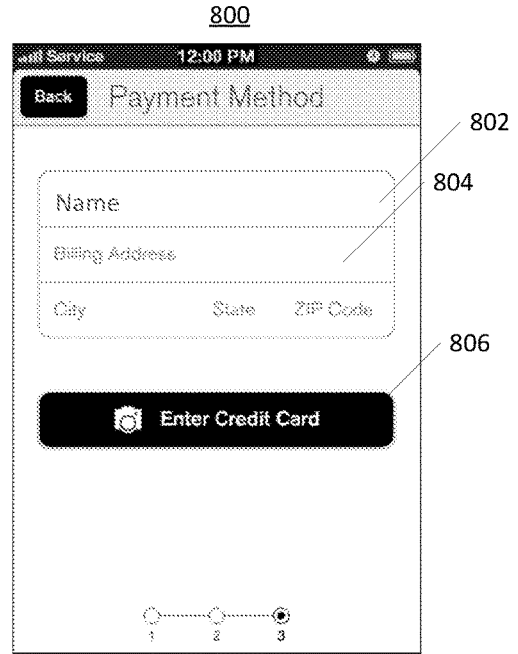 800
Service 12:00 PM
Back Payment Method
802
804
Name
Billing Address
City State ZIP Code
806
Enter Credit Card
1 2 3